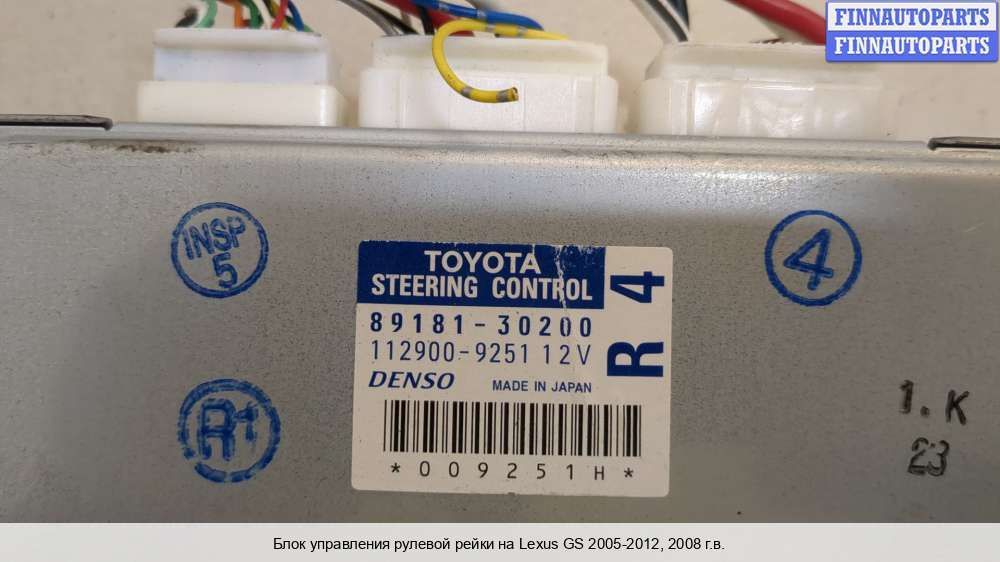 FINNAUTOPARTS
FINNAUTOPARTS
INSP
5
4
TOYOTA
STEERING CONTROL
R 4
89181-30200
112900-9251 12V
DENSO MADE IN JAPAN
R1
1.K
23
*009251H*
Блок управления рулевой рейки на Lexus GS 2005-2012, 2008 г.в.